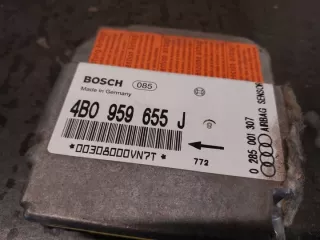 BOSCH 085
Made in Germany
4B0 959 655 J
*00308000VN7T*
772
0 285 001 307
AIRBAG SENSOR